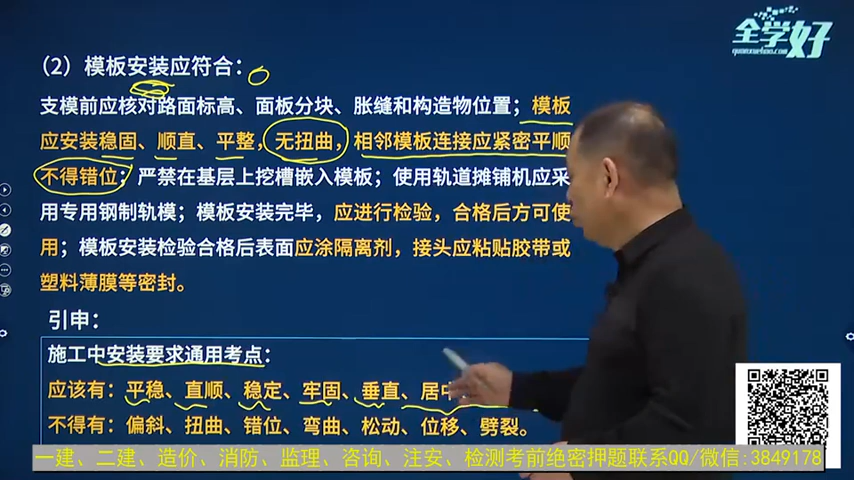 全学好
quanxuehao.com
（2）模板安装应符合：
支模前应核对路面标高、面板分块、胀缝和构造物位置；模板
应安装稳固、顺直、平整，无扭曲，相邻模板连接应紧密平顺
不得错位；严禁在基层上挖槽嵌入模板；使用轨道摊铺机应采
用专用钢制轨模；模板安装完毕，应进行检验，合格后方可使
用；模板安装检验合格后表面应涂隔离剂，接头应粘贴胶带或
塑料薄膜等密封。
引申：
施工中安装要求通用考点：
应该有：平稳、直顺、稳定、牢固、垂直、居
不得有：偏斜、扭曲、错位、弯曲、松动、位移、劈裂。
一建、二建、造价、消防、监理、咨询、注安、检测考前绝密押题联系QQ/微信:3849178